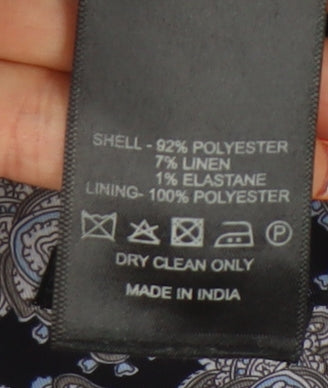 SHELL - 92% POLYESTER
7% LINEN
1% ELASTANE
LINING- 100% POLYESTER
P
DRY CLEAN ONLY
MADE IN INDIA